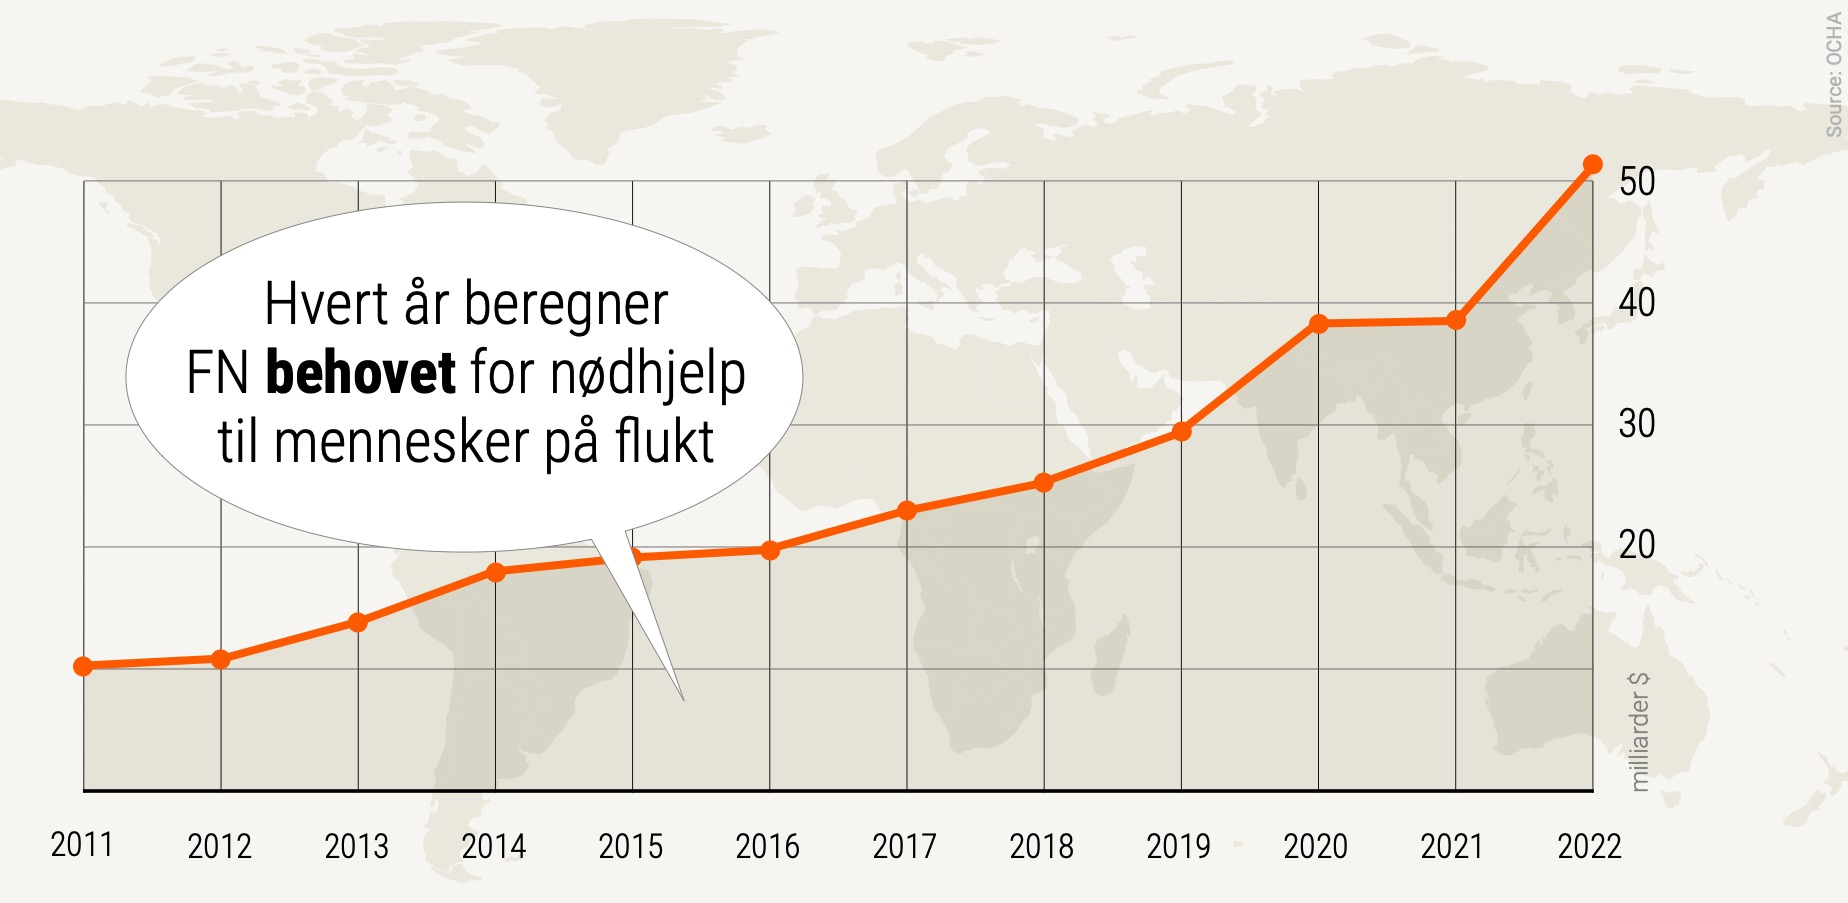 Source: OCHA
Hvert år beregner
FN behovet for nødhjelp
til mennesker på flukt
50
40
30
20
milliarder $
2011 2012 2013 2014 2015 2016 2017 2018 2019 2020 2021 2022